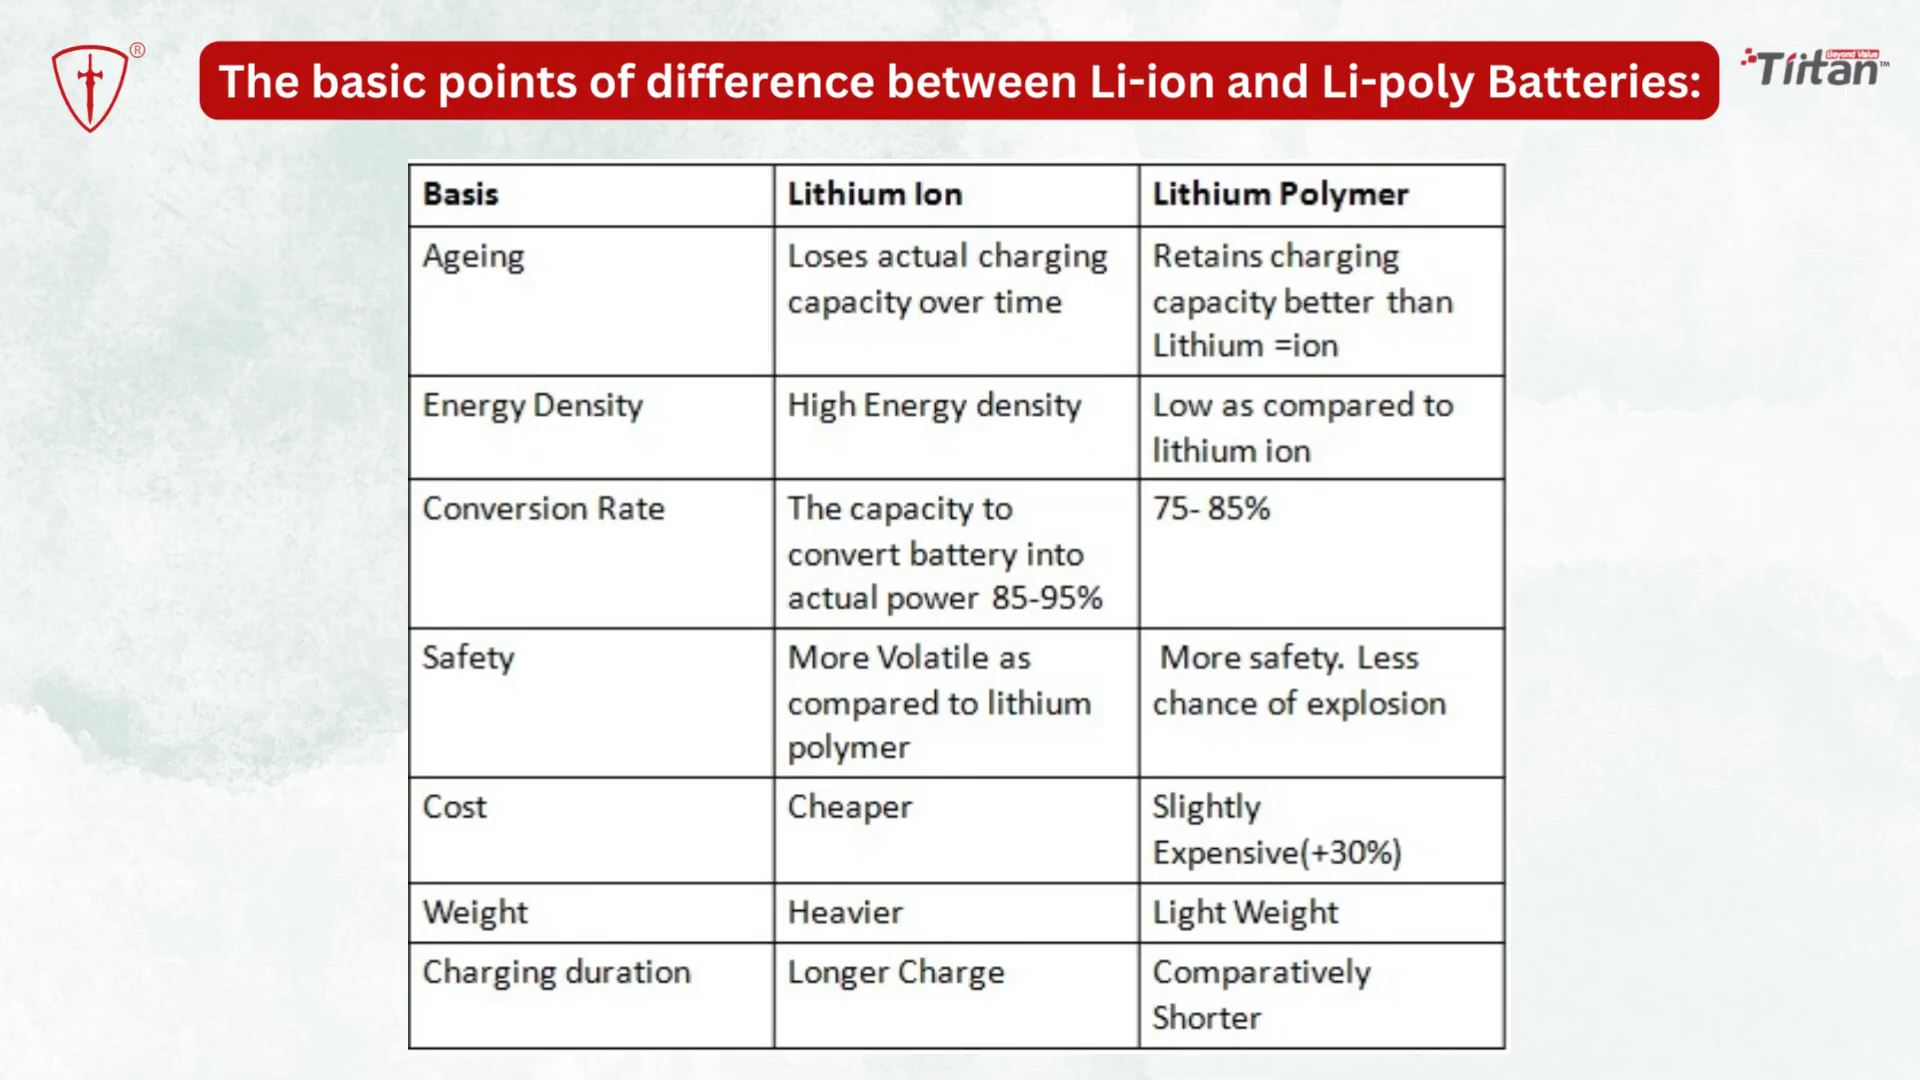 ®
The basic points of difference between Li-ion and Li-poly Batteries:
Beyond Value
Tiitan™
Basis
Lithium Ion
Lithium Polymer
Ageing
Loses actual charging
capacity over time
Retains charging
capacity better than
Lithium =ion
Energy Density
High Energy density
Low as compared to
lithium ion
Conversion Rate
The capacity to
convert battery into
actual power 85-95%
75- 85%
Safety
More Volatile as
compared to lithium
polymer
More safety. Less
chance of explosion
Cost
Cheaper
Slightly
Expensive(+30%)
Weight
Heavier
Light Weight
Charging duration
Longer Charge
Comparatively
Shorter